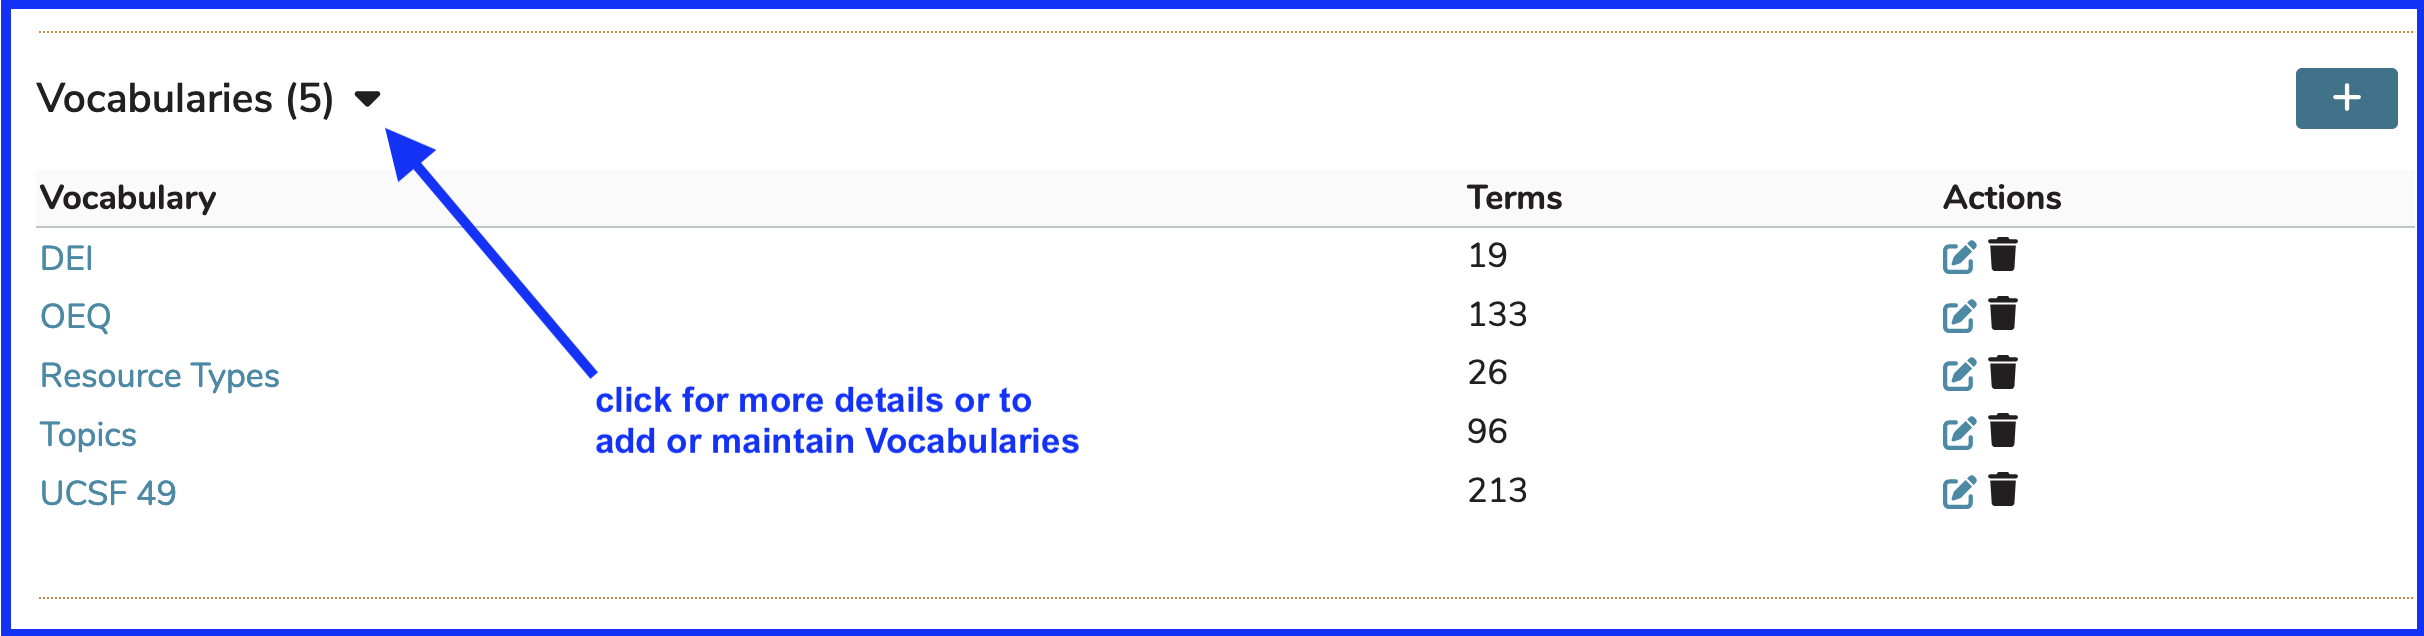 Vocabularies (5)
+
Vocabulary Terms Actions
DEI 19
OEQ 133
Resource Types 26
click for more details or to
add or maintain Vocabularies
Topics 96
UCSF 49 213